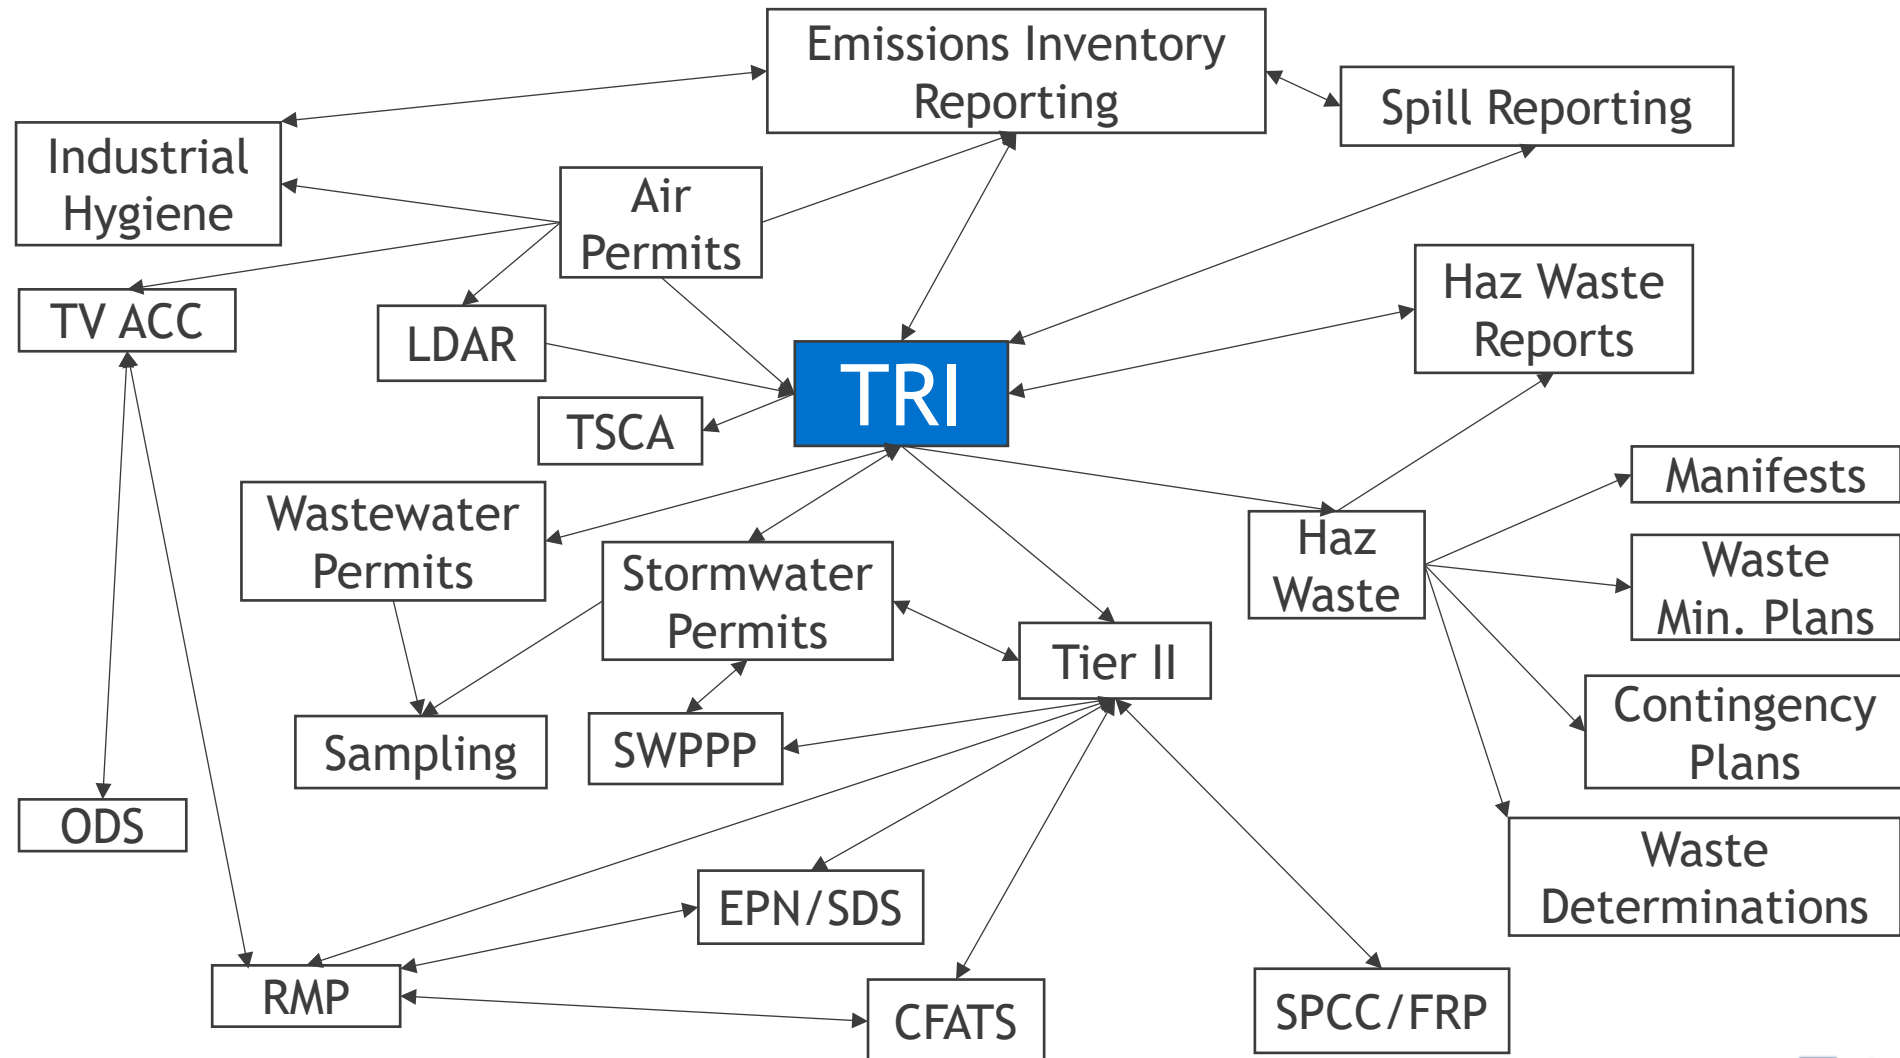 Emissions Inventory
Reporting
Spill Reporting
Industrial
Hygiene
Air
Permits
Haz Waste
Reports
TV ACC
LDAR
TRI
TSCA
Manifests
Wastewater
Permits
Haz
Waste
Waste
Min. Plans
Stormwater
Permits
Tier II
Contingency
Plans
Sampling
SWPPP
ODS
Waste
Determinations
EPN/SDS
RMP
CFATS
SPCC/FRP